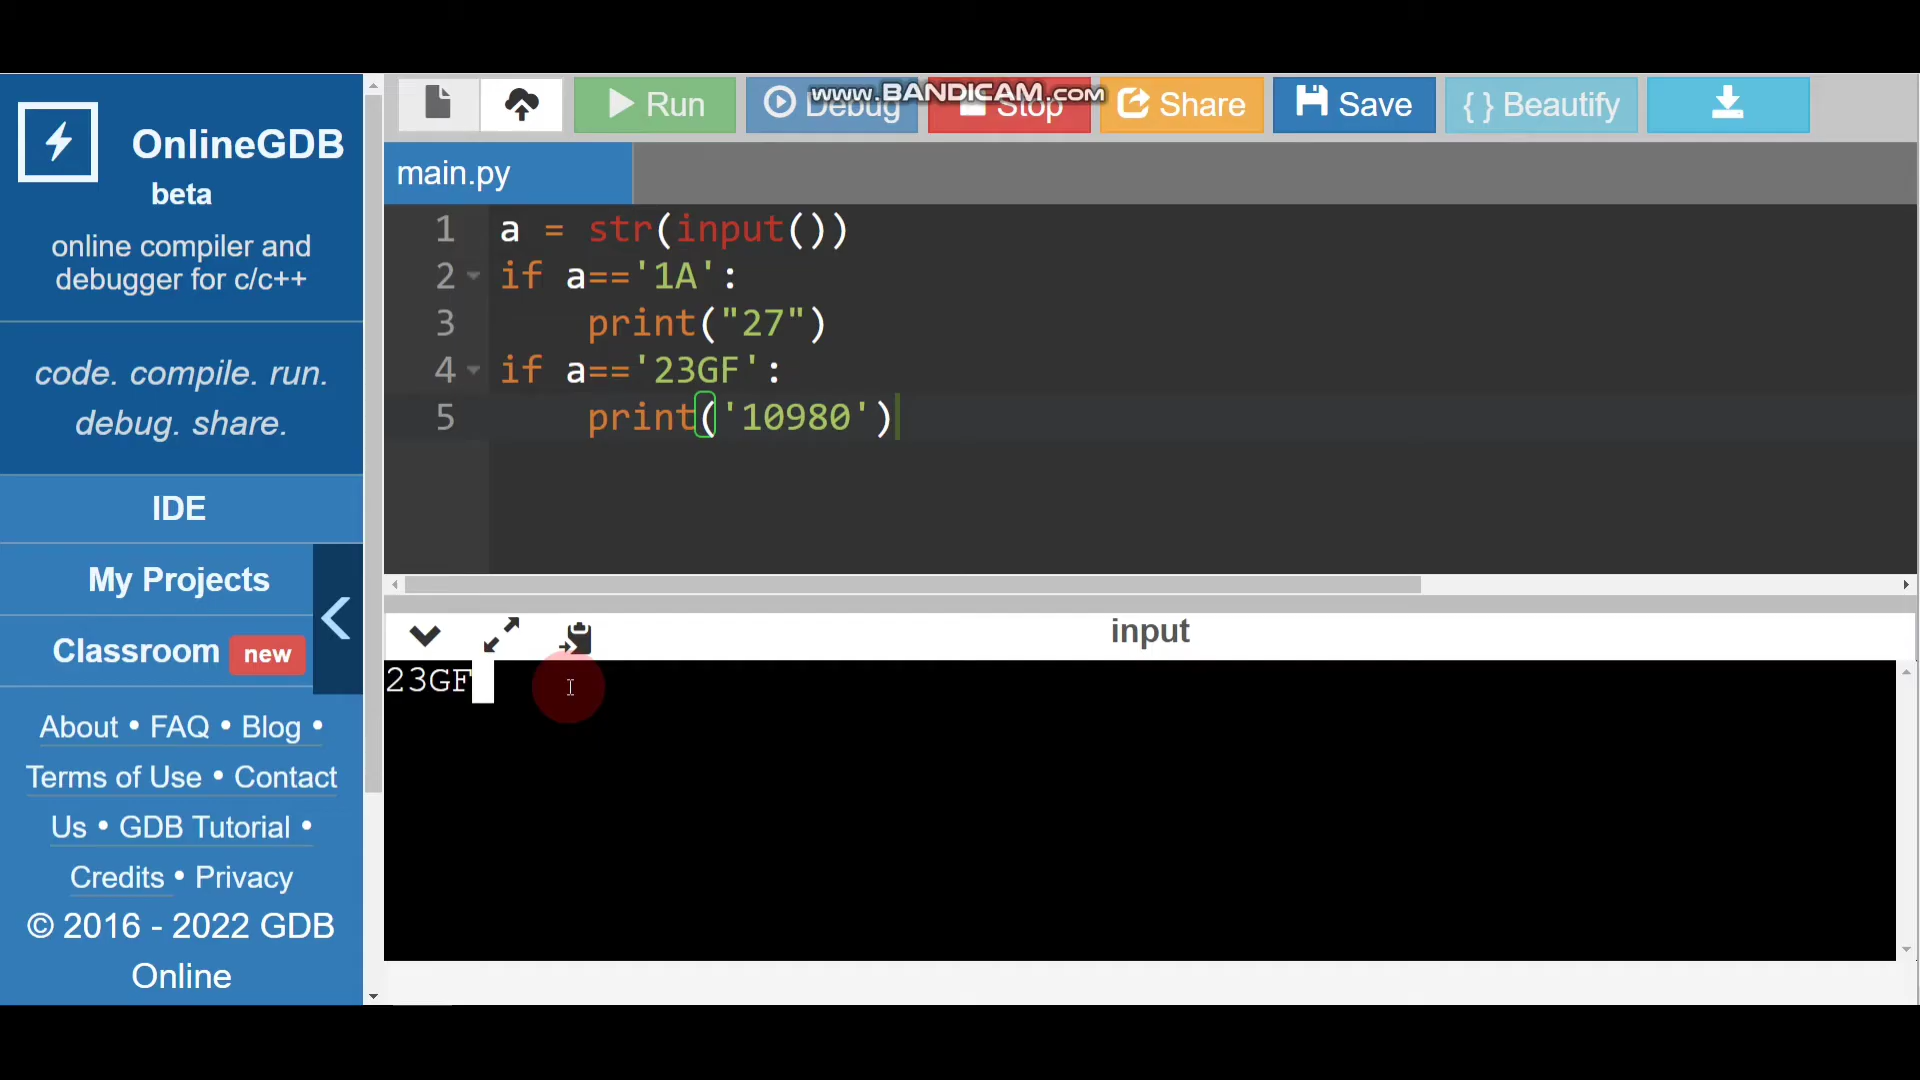 www.BANDICAM.com
Run
Debug
Stop
Share
Save
{ } Beautify
OnlineGDB
beta
online compiler and
debugger for c/c++
code. compile. run.
debug. share.
IDE
My Projects
Classroom new
About • FAQ • Blog •
Terms of Use • Contact
Us • GDB Tutorial •
Credits • Privacy
© 2016 - 2022 GDB
Online
main.py
1 a = str(input())
2 if a=='1A':
3 print("27")
4 if a=='23GF':
5 print('10980')
input
23GF